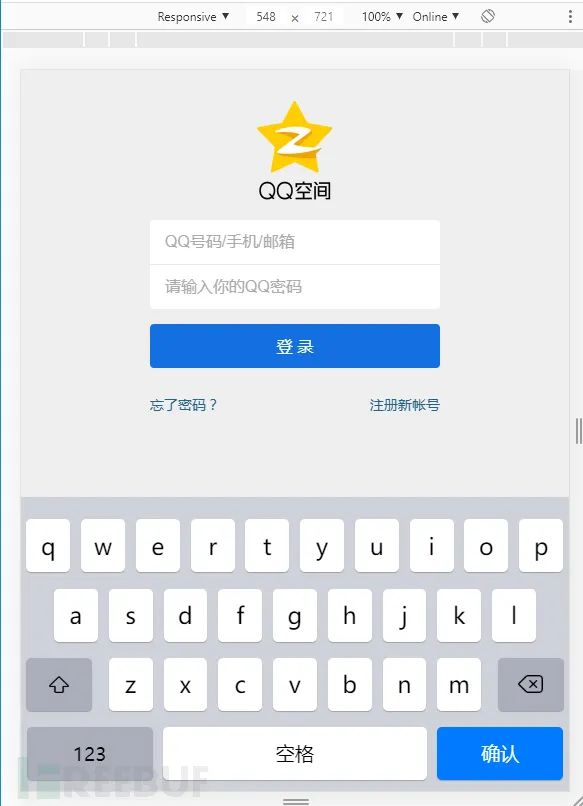 Responsive ▼ 548 × 721 100% ▼ Online ▼
QQ空间
QQ号码/手机/邮箱
请输入你的QQ密码
登 录
忘了密码？ 注册新帐号
q w e r t y u i o p
a s d f g h j k l
z x c v b n m
123 空格 确认
REEBUF